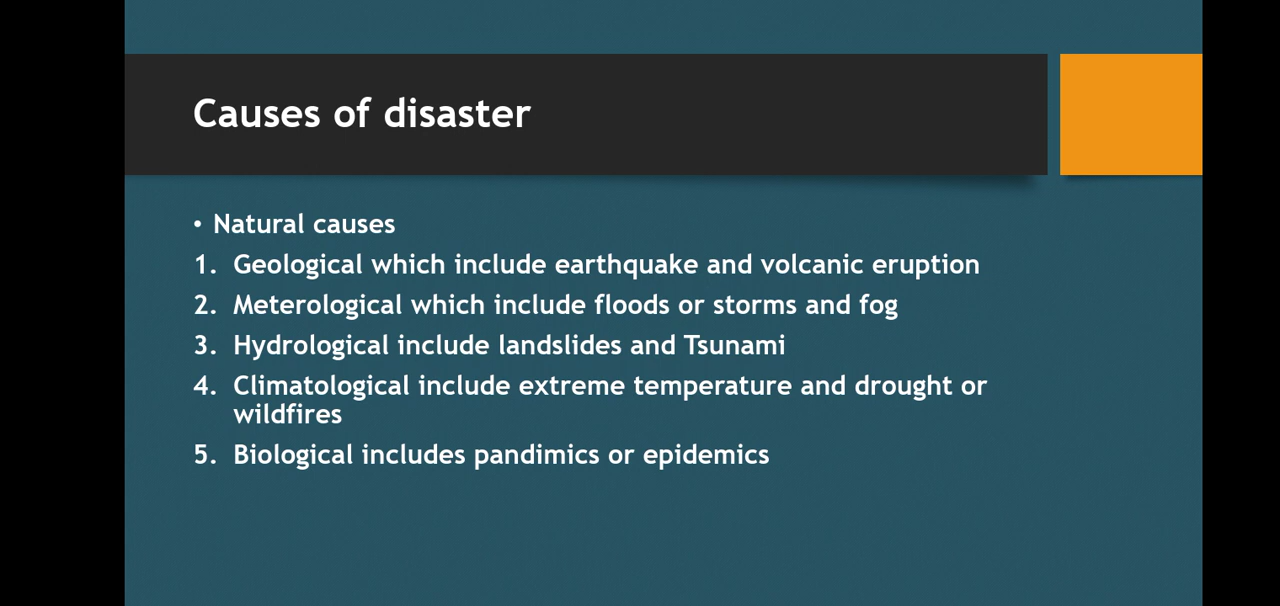 Causes of disaster
• Natural causes
1. Geological which include earthquake and volcanic eruption
2. Meterological which include floods or storms and fog
3. Hydrological include landslides and Tsunami
4. Climatological include extreme temperature and drought or
wildfires
5. Biological includes pandimics or epidemics